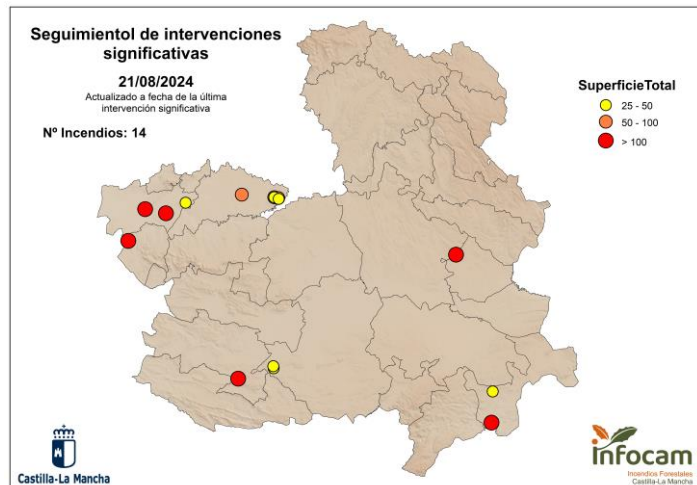 Seguimientol de intervenciones
significativas
21/08/2024
Actualizado a fecha de la última
intervención significativa
Nº Incendios: 14
SuperficieTotal
25 - 50
50 - 100
> 100
Castilla-La Mancha
infocam
Incendios Forestales
Castilla-La Mancha